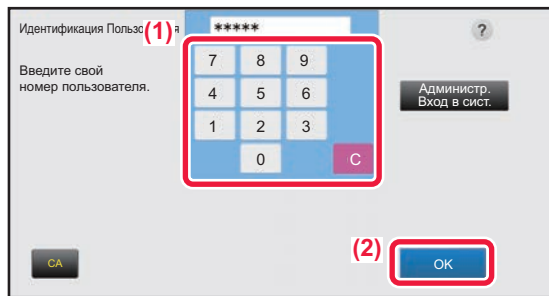 Идентификация Пользователя
(1)
*****
?
Введите свой
номер пользователя.
7 8 9
4 5 6
1 2 3
0 C
Администр.
Вход в сист.
(2)
CA
OK